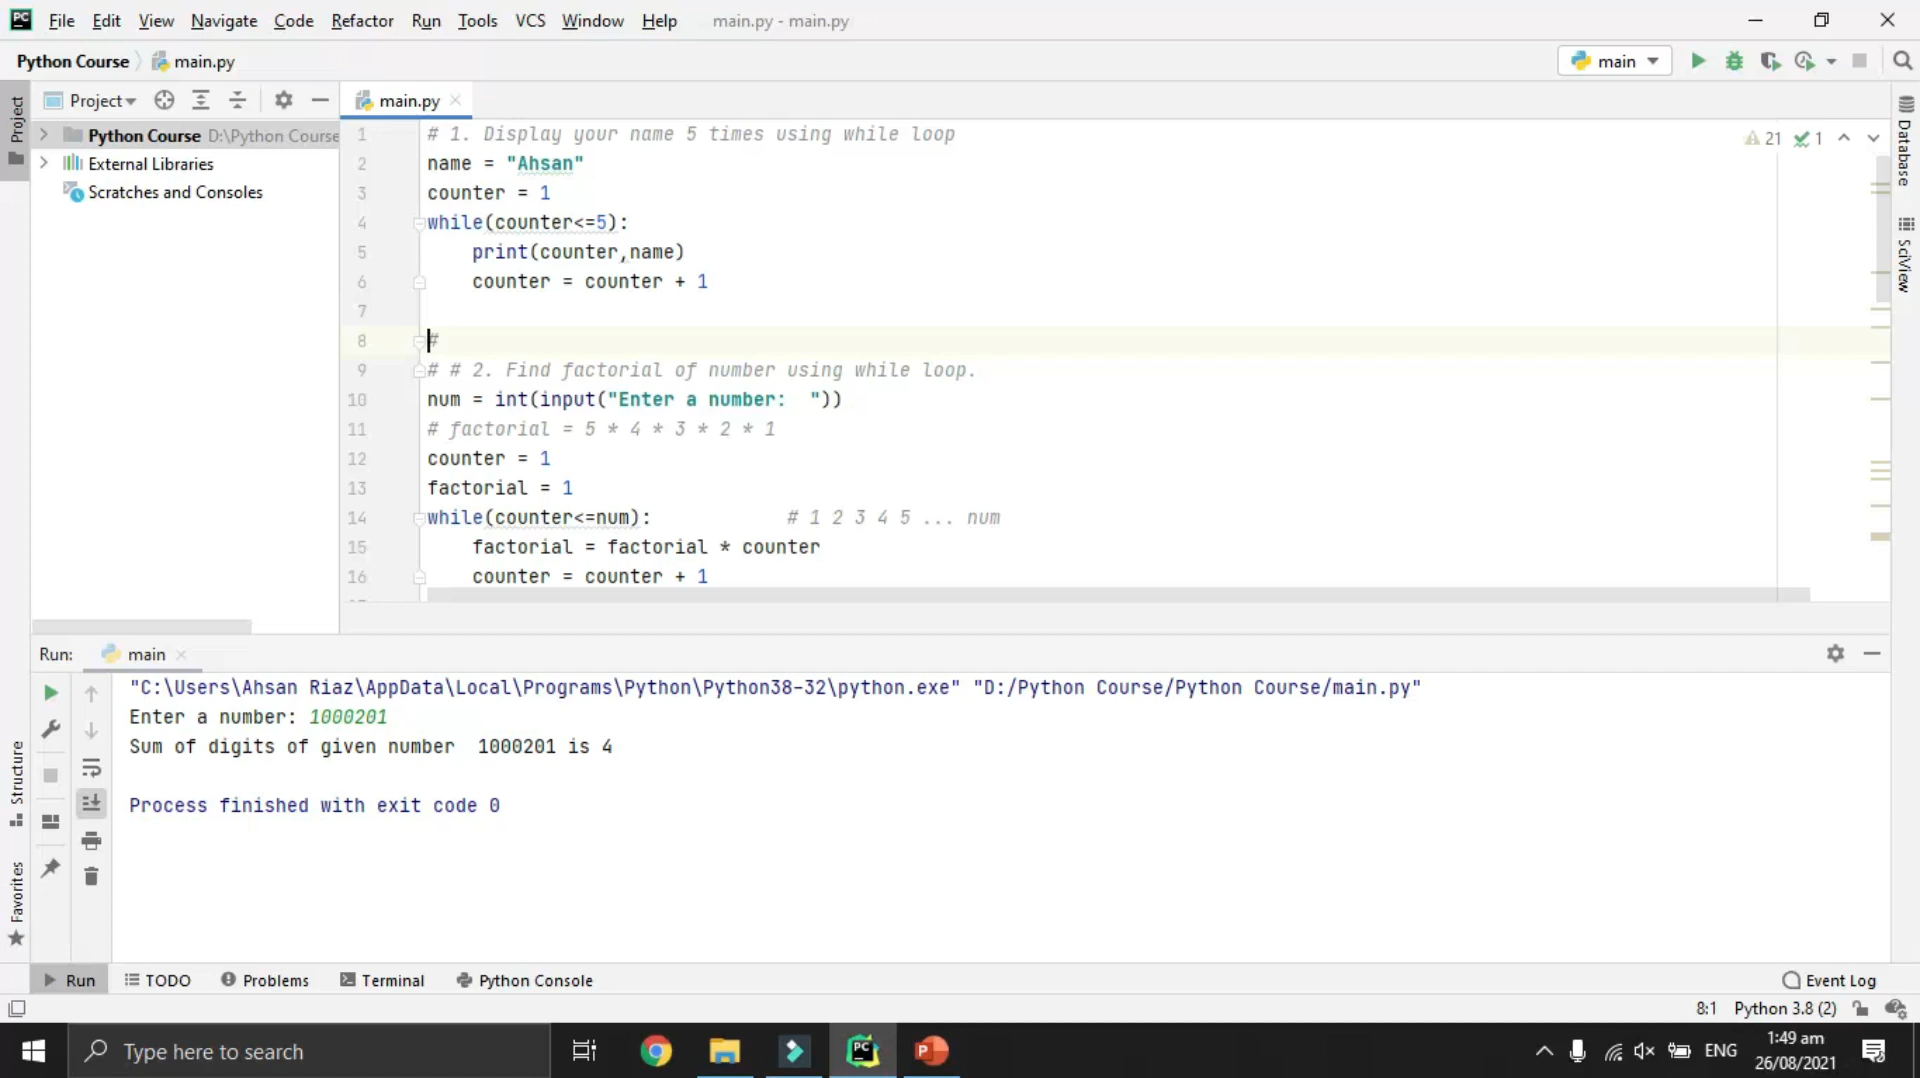 File Edit View Navigate Code Refactor Run Tools VCS Window Help main.py - main.py
Python Course main.py
main
Project
main.py
Project
Python Course D:\Python Course
External Libraries
Scratches and Consoles
1 # 1. Display your name 5 times using while loop
2 name = "Ahsan"
3 counter = 1
4 while(counter<=5):
5 print(counter,name)
6 counter = counter + 1
7
8 #
9 # # 2. Find factorial of number using while loop.
10 num = int(input("Enter a number:  "))
11 # factorial = 5 * 4 * 3 * 2 * 1
12 counter = 1
13 factorial = 1
14 while(counter<=num): # 1 2 3 4 5 ... num
15 factorial = factorial * counter
16 counter = counter + 1
21 1
Database
SciView
Run: main
"C:\Users\Ahsan Riaz\AppData\Local\Programs\Python\Python38-32\python.exe" "D:/Python Course/Python Course/main.py"
Enter a number: 1000201
Sum of digits of given number  1000201 is 4
Process finished with exit code 0
Structure
Favorites
Run TODO Problems Terminal Python Console Event Log
8:1 Python 3.8 (2)
Type here to search
PC
P
ENG
1:49 am
26/08/2021